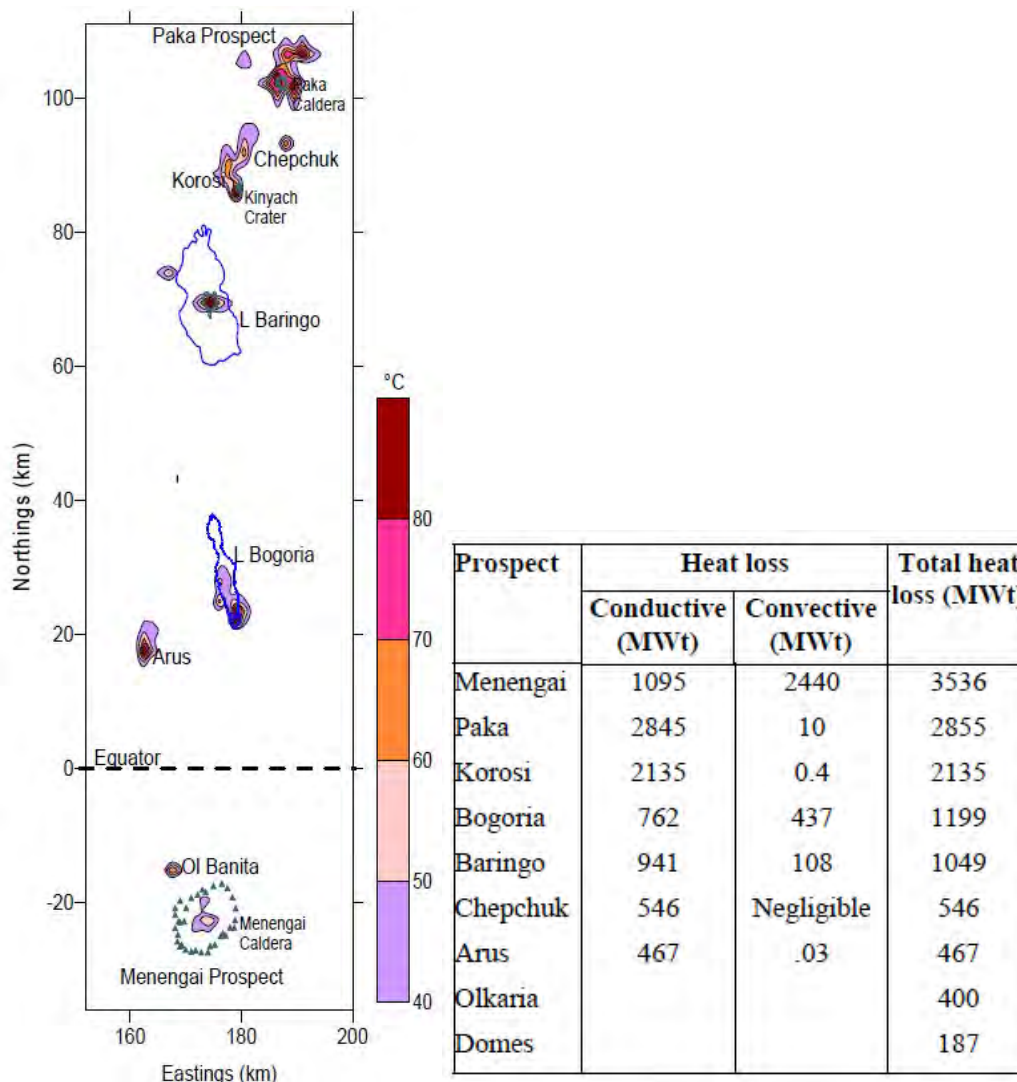 Paka Prospect
Paka
Caldera
100
Chepchuk
Korosi
Kinyach
Crater
80
L Baringo
60
°C
Northings (km)
40
80
L Bogoria
20
Arus
70
Equator
0
60
Ol Banita
50
-20
Menengai
Caldera
Menengai Prospect
40
160 180 200
Eastings (km)
Prospect Heat loss Total heat
loss (MWt)
Conductive Convective
(MWt) (MWt)
Menengai 1095 2440 3536
Paka 2845 10 2855
Korosi 2135 0.4 2135
Bogoria 762 437 1199
Baringo 941 108 1049
Chepchuk 546 Negligible 546
Arus 467 .03 467
Olkaria 400
Domes 187